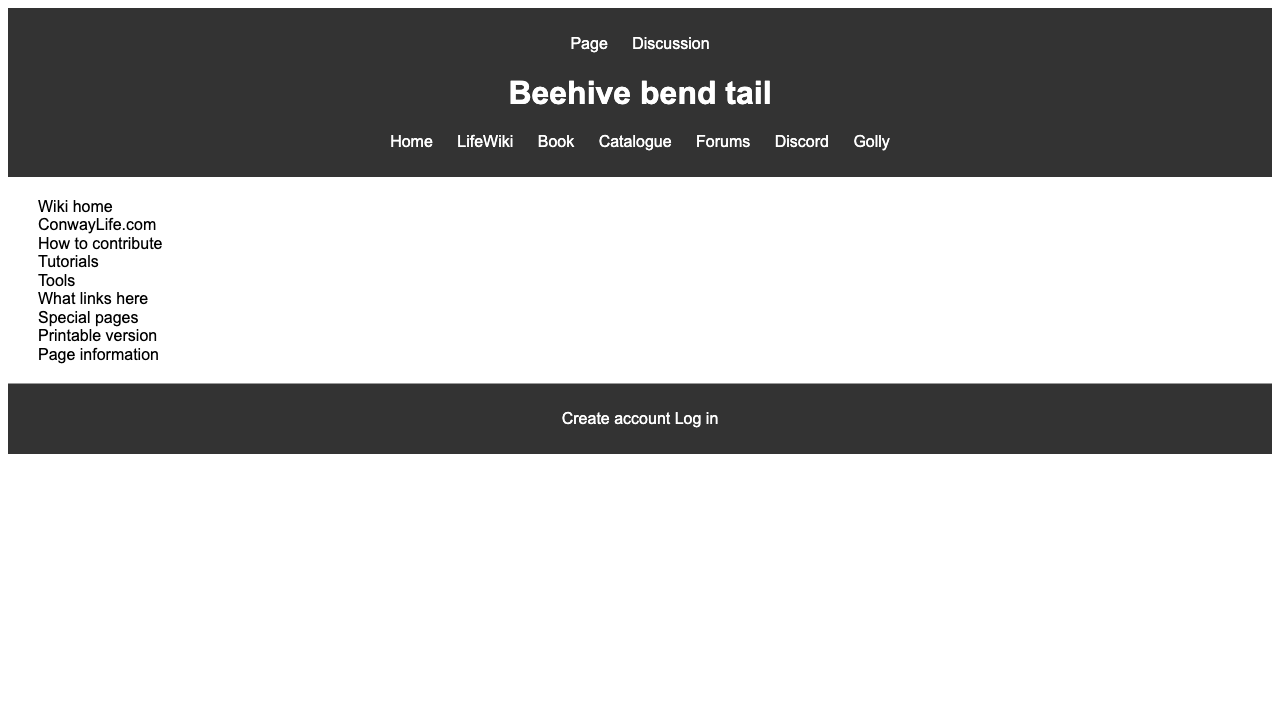 Page Discussion
Beehive bend tail
Home LifeWiki Book Catalogue Forums Discord Golly
Wiki home
ConwayLife.com
How to contribute
Tutorials
Tools
What links here
Special pages
Printable version
Page information
Create account Log in